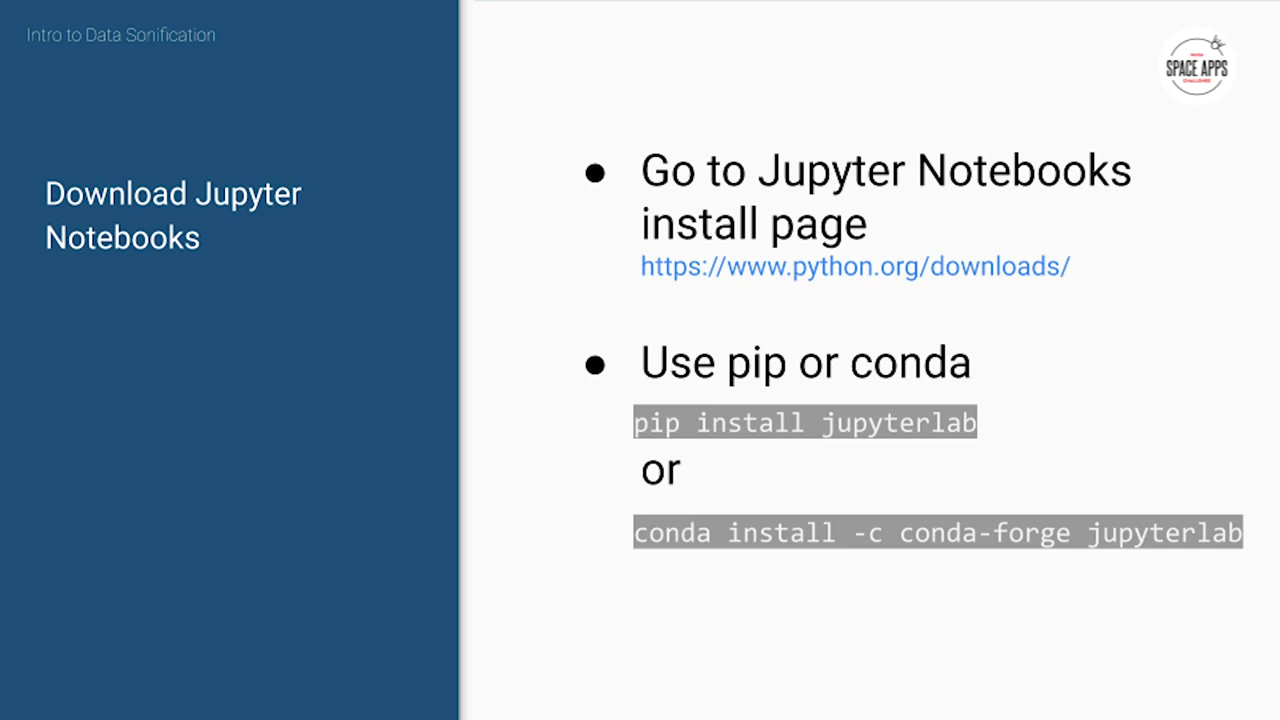 Intro to Data Sonification
SPACE APPS
CHALLENGE
Download Jupyter
Notebooks
● Go to Jupyter Notebooks
install page
https://www.python.org/downloads/
● Use pip or conda
pip install jupyterlab
or
conda install -c conda-forge jupyterlab